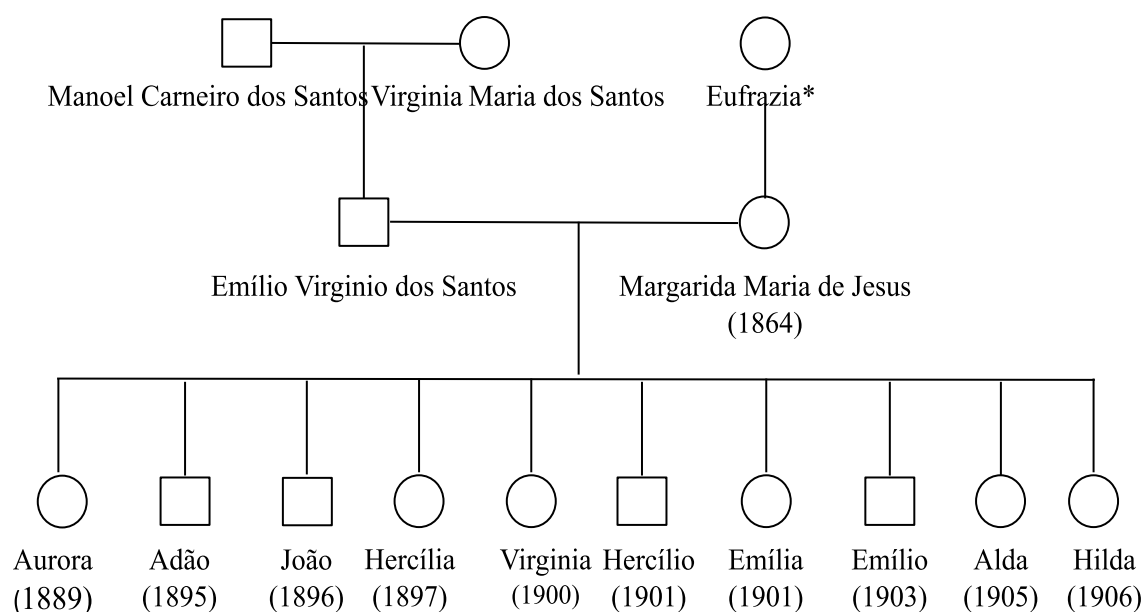 Manoel Carneiro dos Santos Virginia Maria dos Santos Eufrazia*
Emílio Virginio dos Santos Margarida Maria de Jesus
(1864)
Aurora Adão João Hercília Virginia Hercílio Emília Emílio Alda Hilda
(1889) (1895) (1896) (1897) (1900) (1901) (1901) (1903) (1905) (1906)